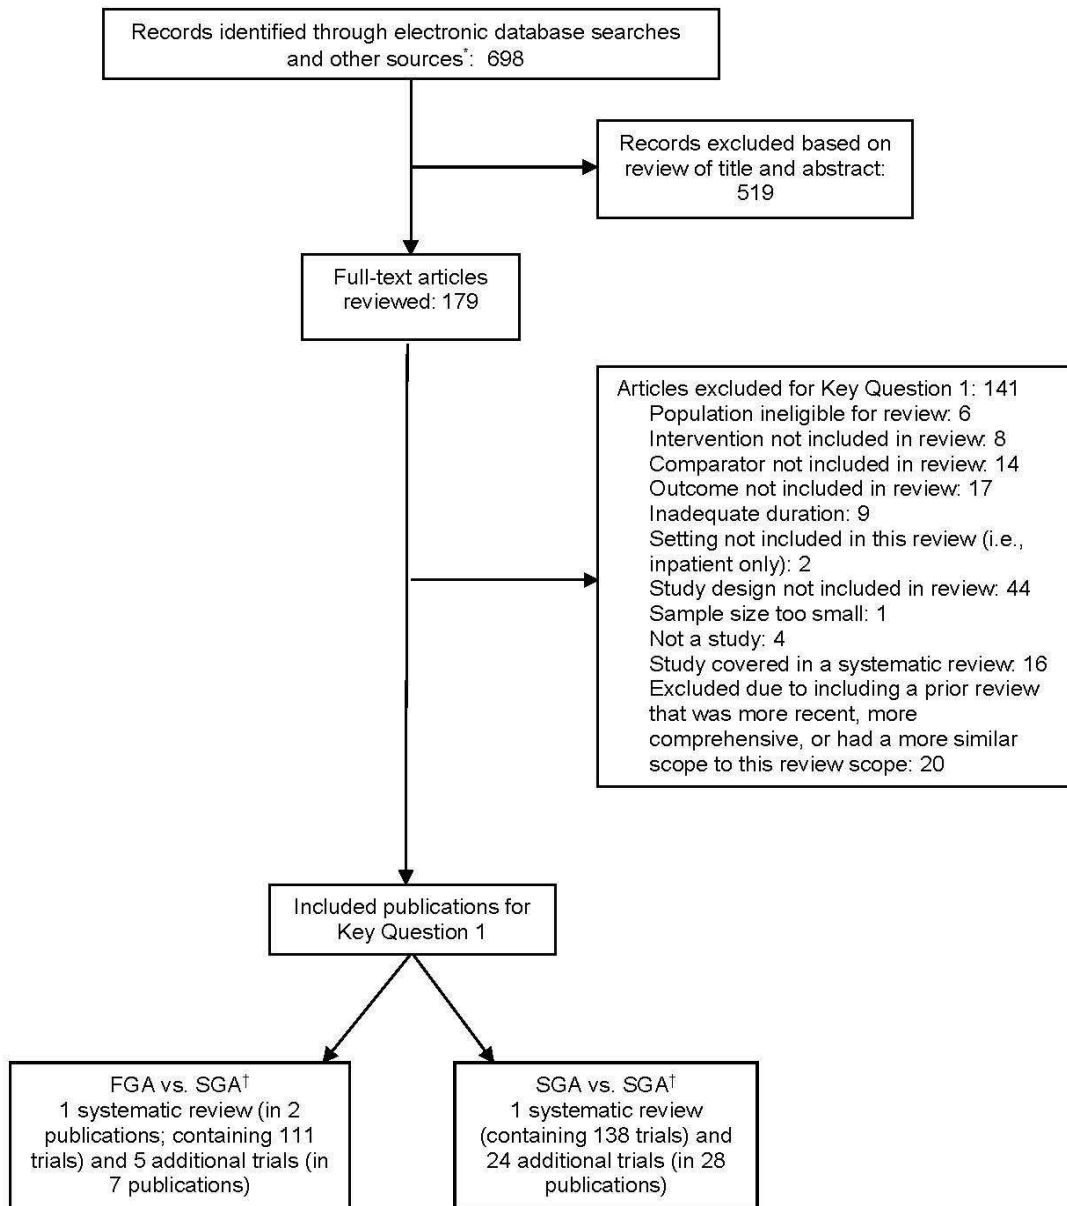 Records identified through electronic database searches
and other sources*: 698
Records excluded based on
review of title and abstract:
519
Full-text articles
reviewed: 179
Articles excluded for Key Question 1: 141
Population ineligible for review: 6
Intervention not included in review: 8
Comparator not included in review: 14
Outcome not included in review: 17
Inadequate duration: 9
Setting not included in this review (i.e.,
inpatient only): 2
Study design not included in review: 44
Sample size too small: 1
Not a study: 4
Study covered in a systematic review: 16
Excluded due to including a prior review
that was more recent, more
comprehensive, or had a more similar
scope to this review scope: 20
Included publications for
Key Question 1
FGA vs. SGA†
1 systematic review (in 2
publications; containing 111
trials) and 5 additional trials (in
7 publications)
SGA vs. SGA†
1 systematic review
(containing 138 trials) and
24 additional trials (in 28
publications)